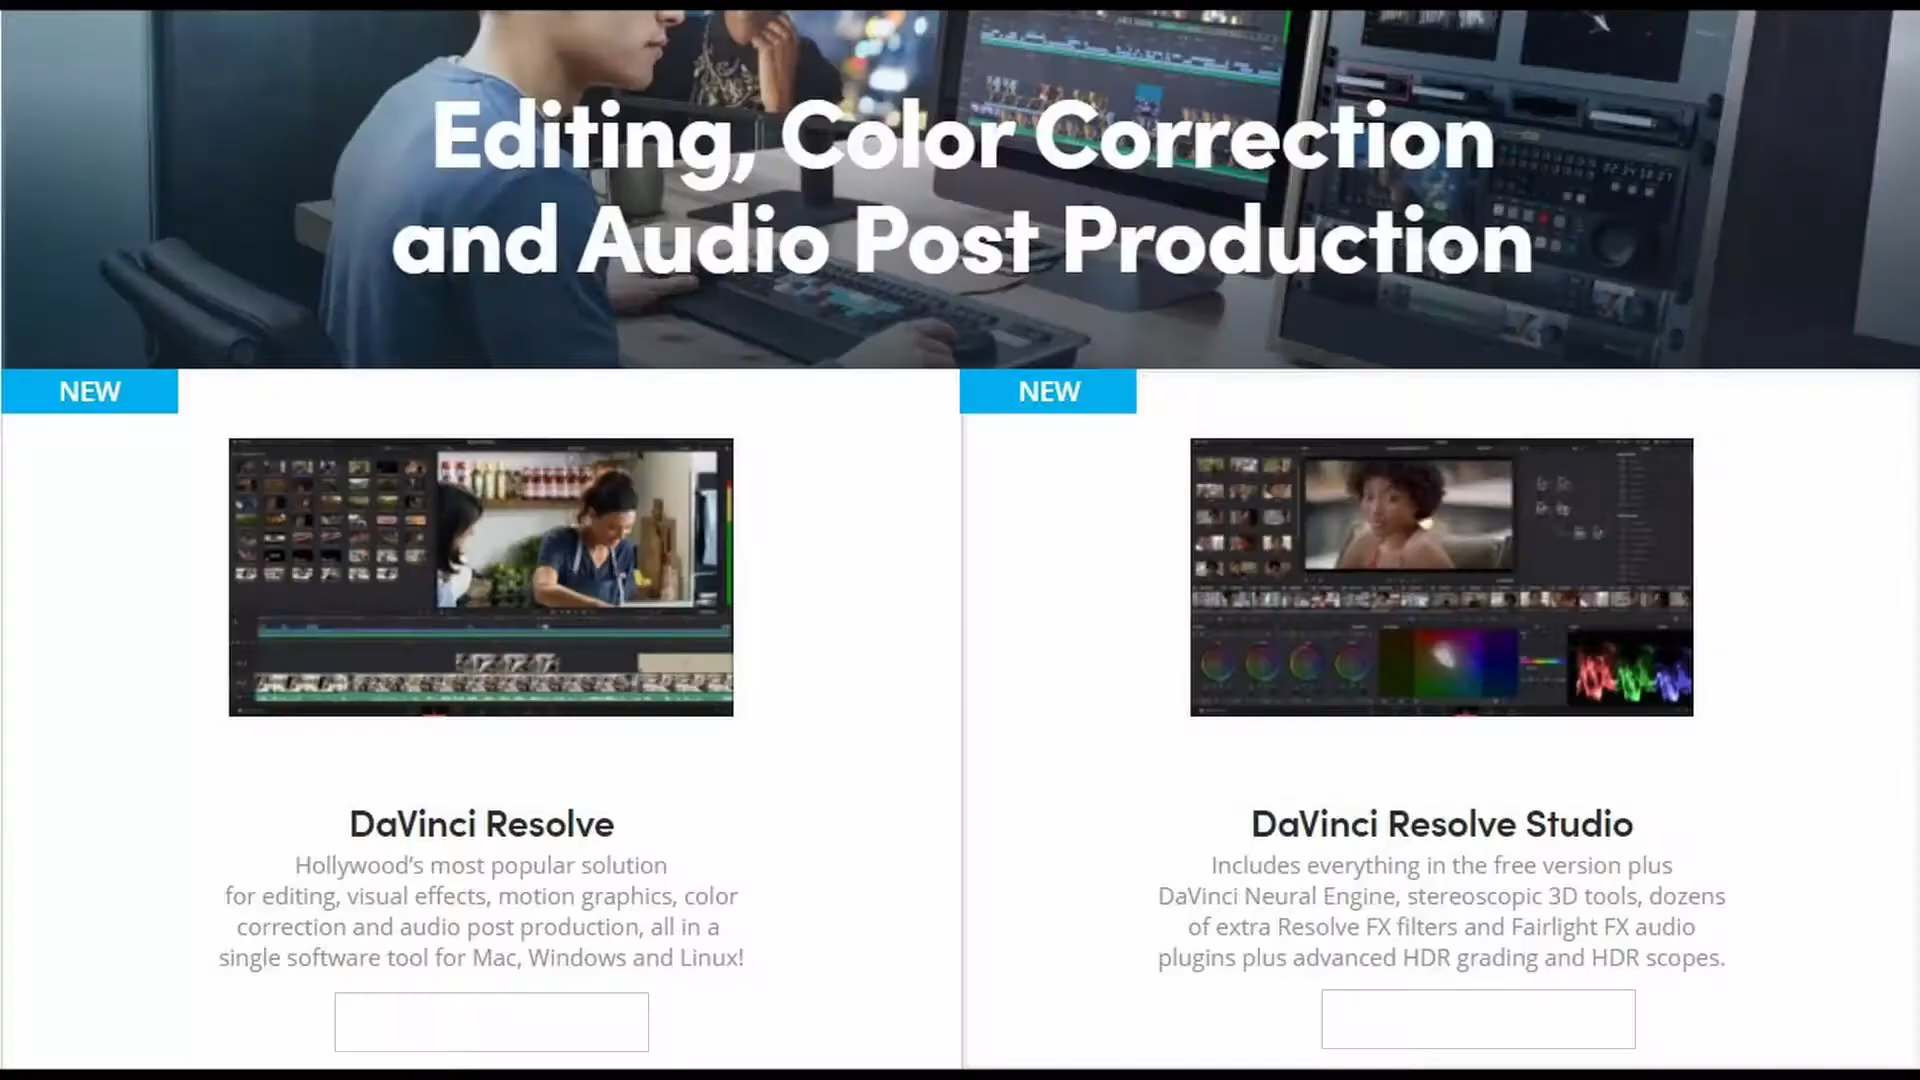 Editing, Color Correction
and Audio Post Production
NEW
DaVinci Resolve
Hollywood’s most popular solution
for editing, visual effects, motion graphics, color
correction and audio post production, all in a
single software tool for Mac, Windows and Linux!
NEW
DaVinci Resolve Studio
Includes everything in the free version plus
DaVinci Neural Engine, stereoscopic 3D tools, dozens
of extra Resolve FX filters and Fairlight FX audio
plugins plus advanced HDR grading and HDR scopes.